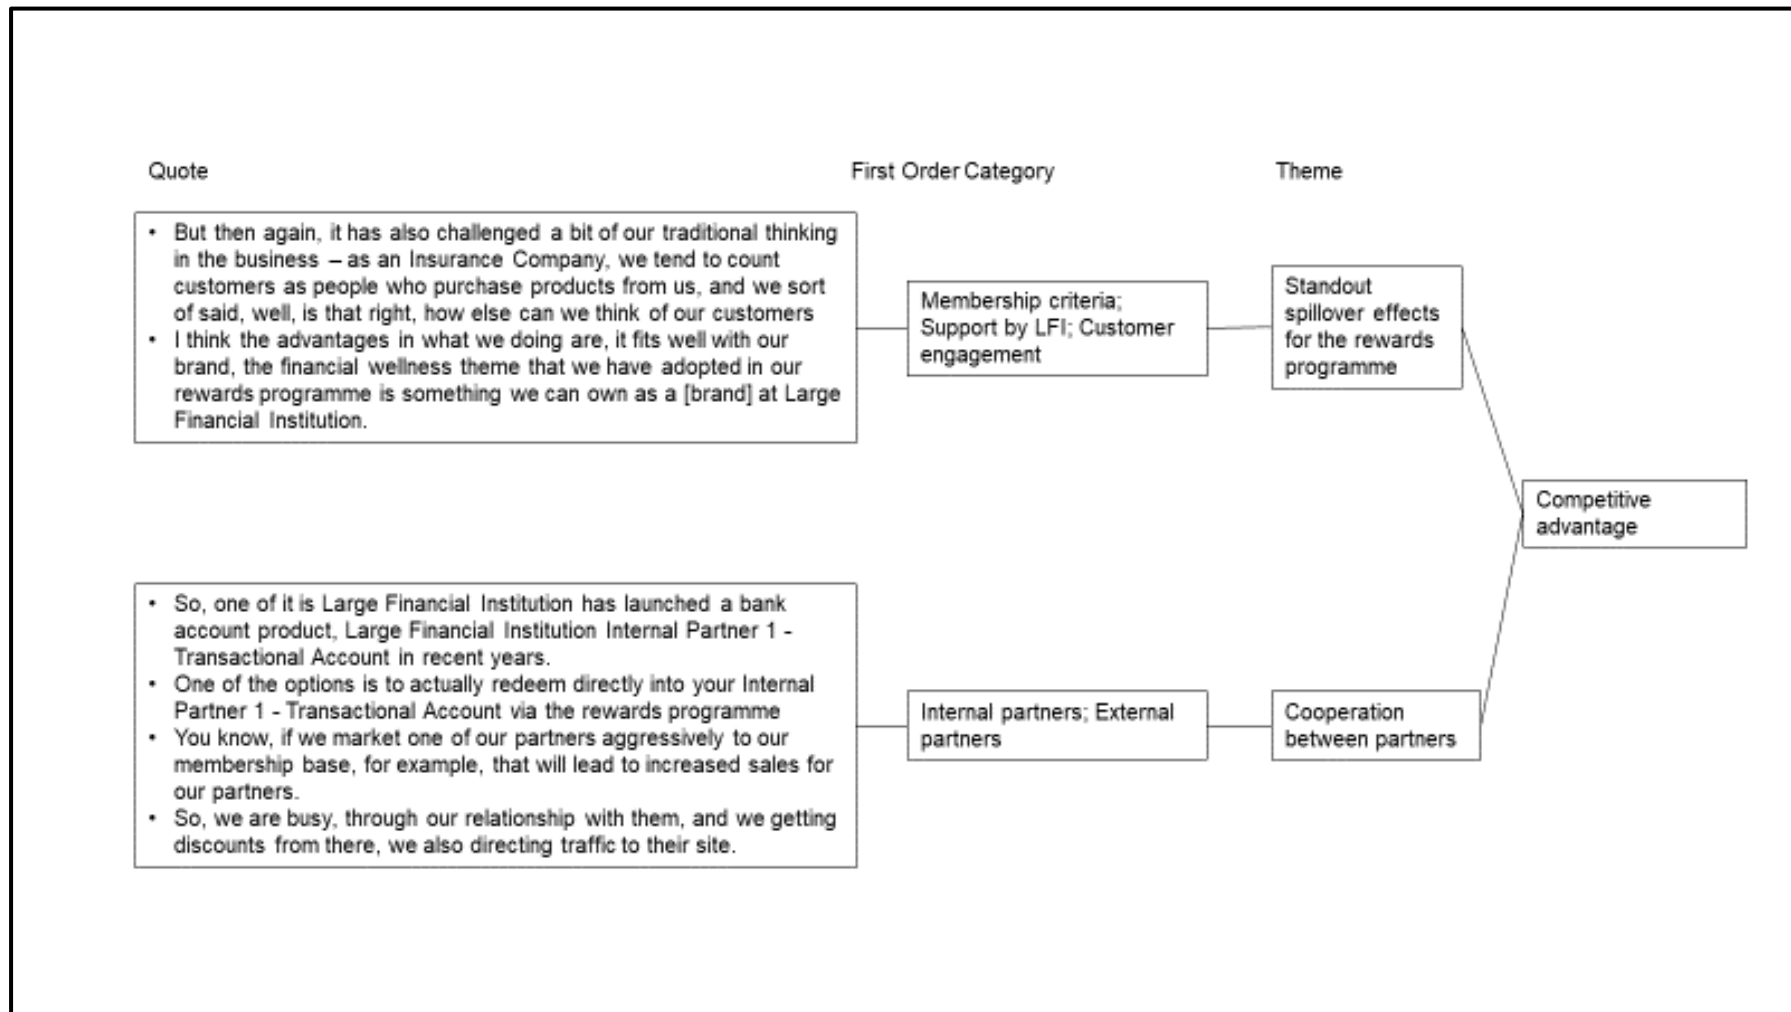 Quote
First Order Category
Theme
• But then again, it has also challenged a bit of our traditional thinking
in the business – as an Insurance Company, we tend to count
customers as people who purchase products from us, and we sort
of said, well, is that right, how else can we think of our customers
• I think the advantages in what we doing are, it fits well with our
brand, the financial wellness theme that we have adopted in our
rewards programme is something we can own as a [brand] at Large
Financial Institution.
Membership criteria;
Support by LFI; Customer
engagement
Standout
spillover effects
for the rewards
programme
Competitive
advantage
• So, one of it is Large Financial Institution has launched a bank
account product, Large Financial Institution Internal Partner 1 -
Transactional Account in recent years.
• One of the options is to actually redeem directly into your Internal
Partner 1 - Transactional Account via the rewards programme
• You know, if we market one of our partners aggressively to our
membership base, for example, that will lead to increased sales for
our partners.
• So, we are busy, through our relationship with them, and we getting
discounts from there, we also directing traffic to their site.
Internal partners; External
partners
Cooperation
between partners